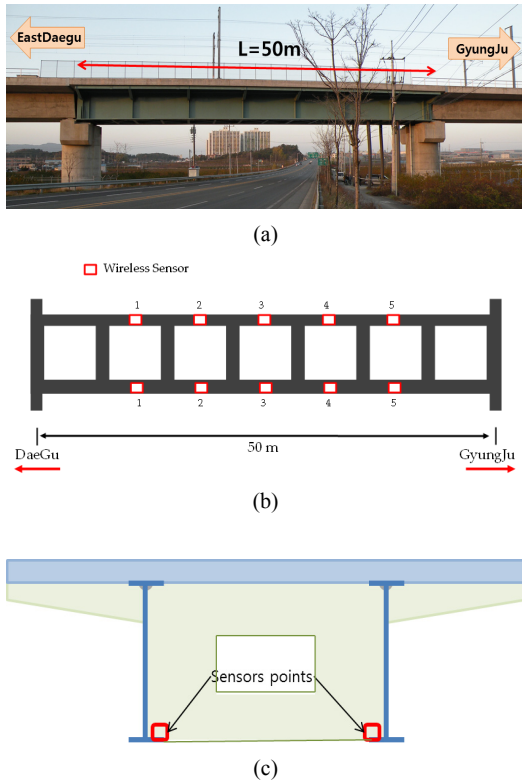 EastDaegu
L=50m
GyungJu
(a)
Wireless Sensor
1 2 3 4 5
1 2 3 4 5
50 m
DaeGu
GyungJu
(b)
Sensors points
(c)